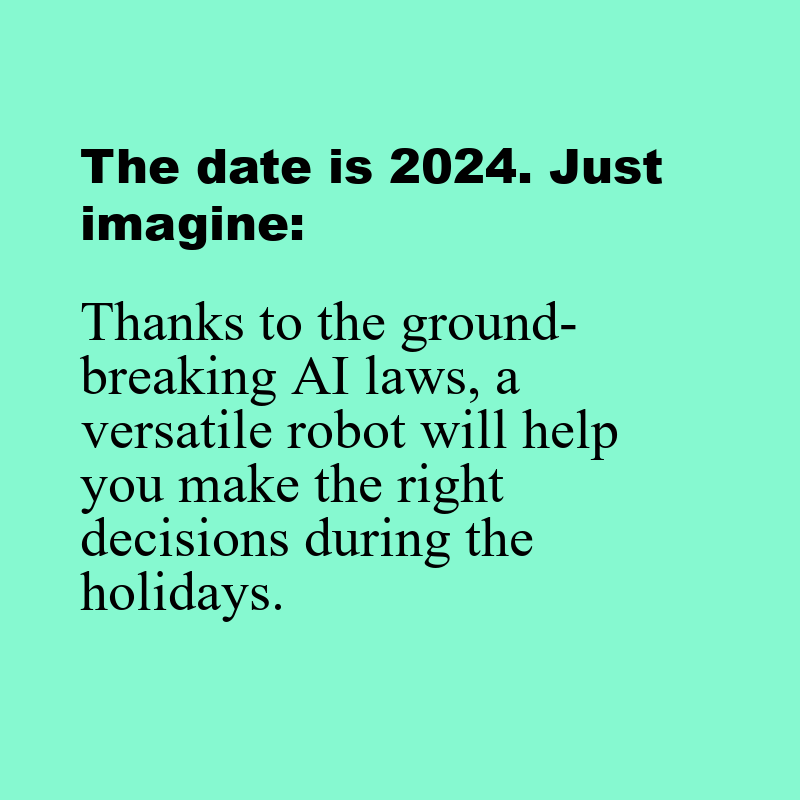 The date is 2024. Just
imagine:
Thanks to the ground-
breaking AI laws, a
versatile robot will help
you make the right
decisions during the
holidays.